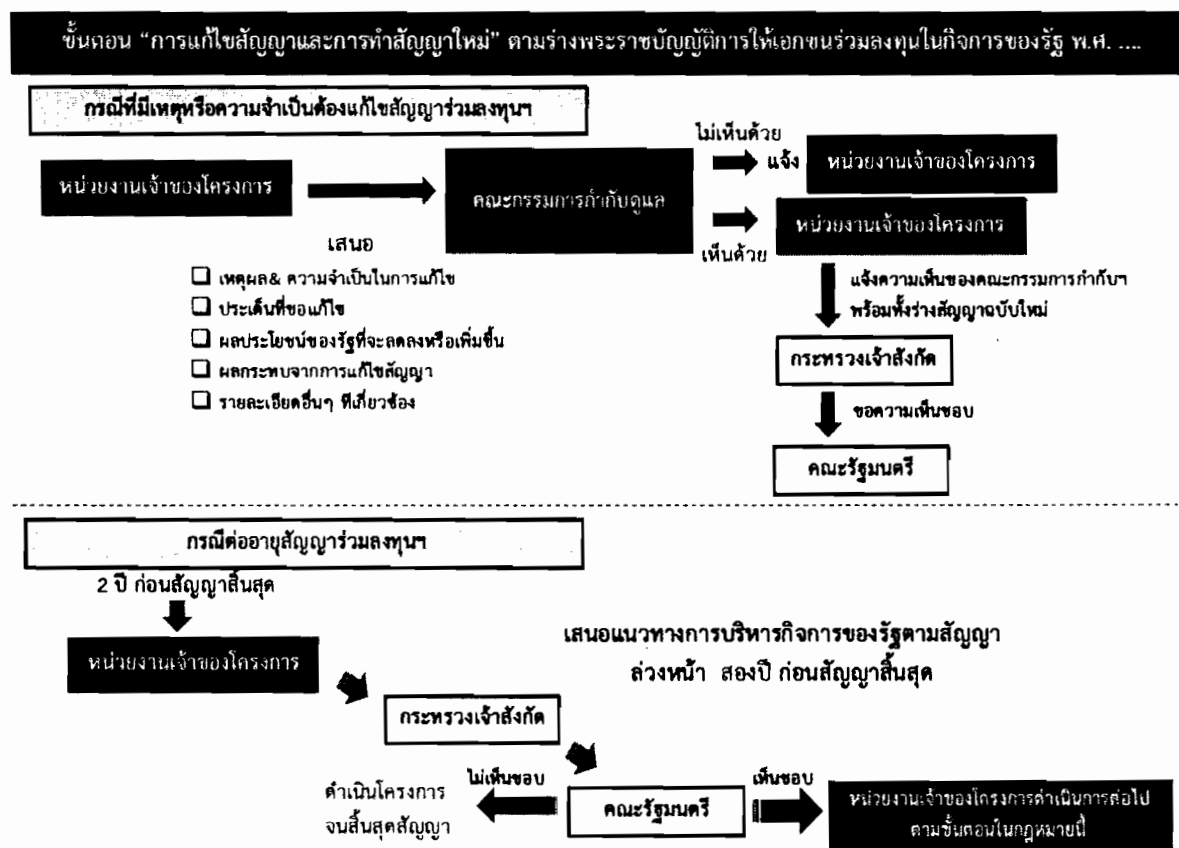 ขั้นตอน “การแก้ไขสัญญาและการทำสัญญาใหม่” ตามร่างพระราชบัญญัติการให้เอกชนร่วมลงทุนในกิจการของรัฐ พ.ศ. ....
กรณีที่มีเหตุหรือความจำเป็นต้องแก้ไขสัญญาร่วมลงทุนฯ
ไม่เห็นด้วย
หน่วยงานเจ้าของโครงการ
คณะกรรมการกำกับดูแล
แจ้ง
หน่วยงานเจ้าของโครงการ
หน่วยงานเจ้าของโครงการ
เห็นด้วย
เสนอ
เหตุผล& ความจำเป็นในการแก้ไข
ประเด็นที่ขอแก้ไข
ผลประโยชน์ของรัฐที่จะลดลงหรือเพิ่มขึ้น
ผลกระทบจากการแก้ไขสัญญา
รายละเอียดอื่นๆ ที่เกี่ยวข้อง
แจ้งความเห็นของคณะกรรมการกำกับฯ
พร้อมทั้งร่างสัญญาฉบับใหม่
กระทรวงเจ้าสังกัด
ขอความเห็นชอบ
คณะรัฐมนตรี
กรณีต่ออายุสัญญาร่วมลงทุนฯ
2 ปี ก่อนสัญญาสิ้นสุด
หน่วยงานเจ้าของโครงการ
เสนอแนวทางการบริหารกิจการของรัฐตามสัญญา
ล่วงหน้า สองปี ก่อนสัญญาสิ้นสุด
กระทรวงเจ้าสังกัด
ไม่เห็นชอบ
เห็นชอบ
ดำเนินโครงการ
จนสิ้นสุดสัญญา
คณะรัฐมนตรี
หน่วยงานเจ้าของโครงการดำเนินการต่อไป
ตามขั้นตอนในกฎหมายนี้